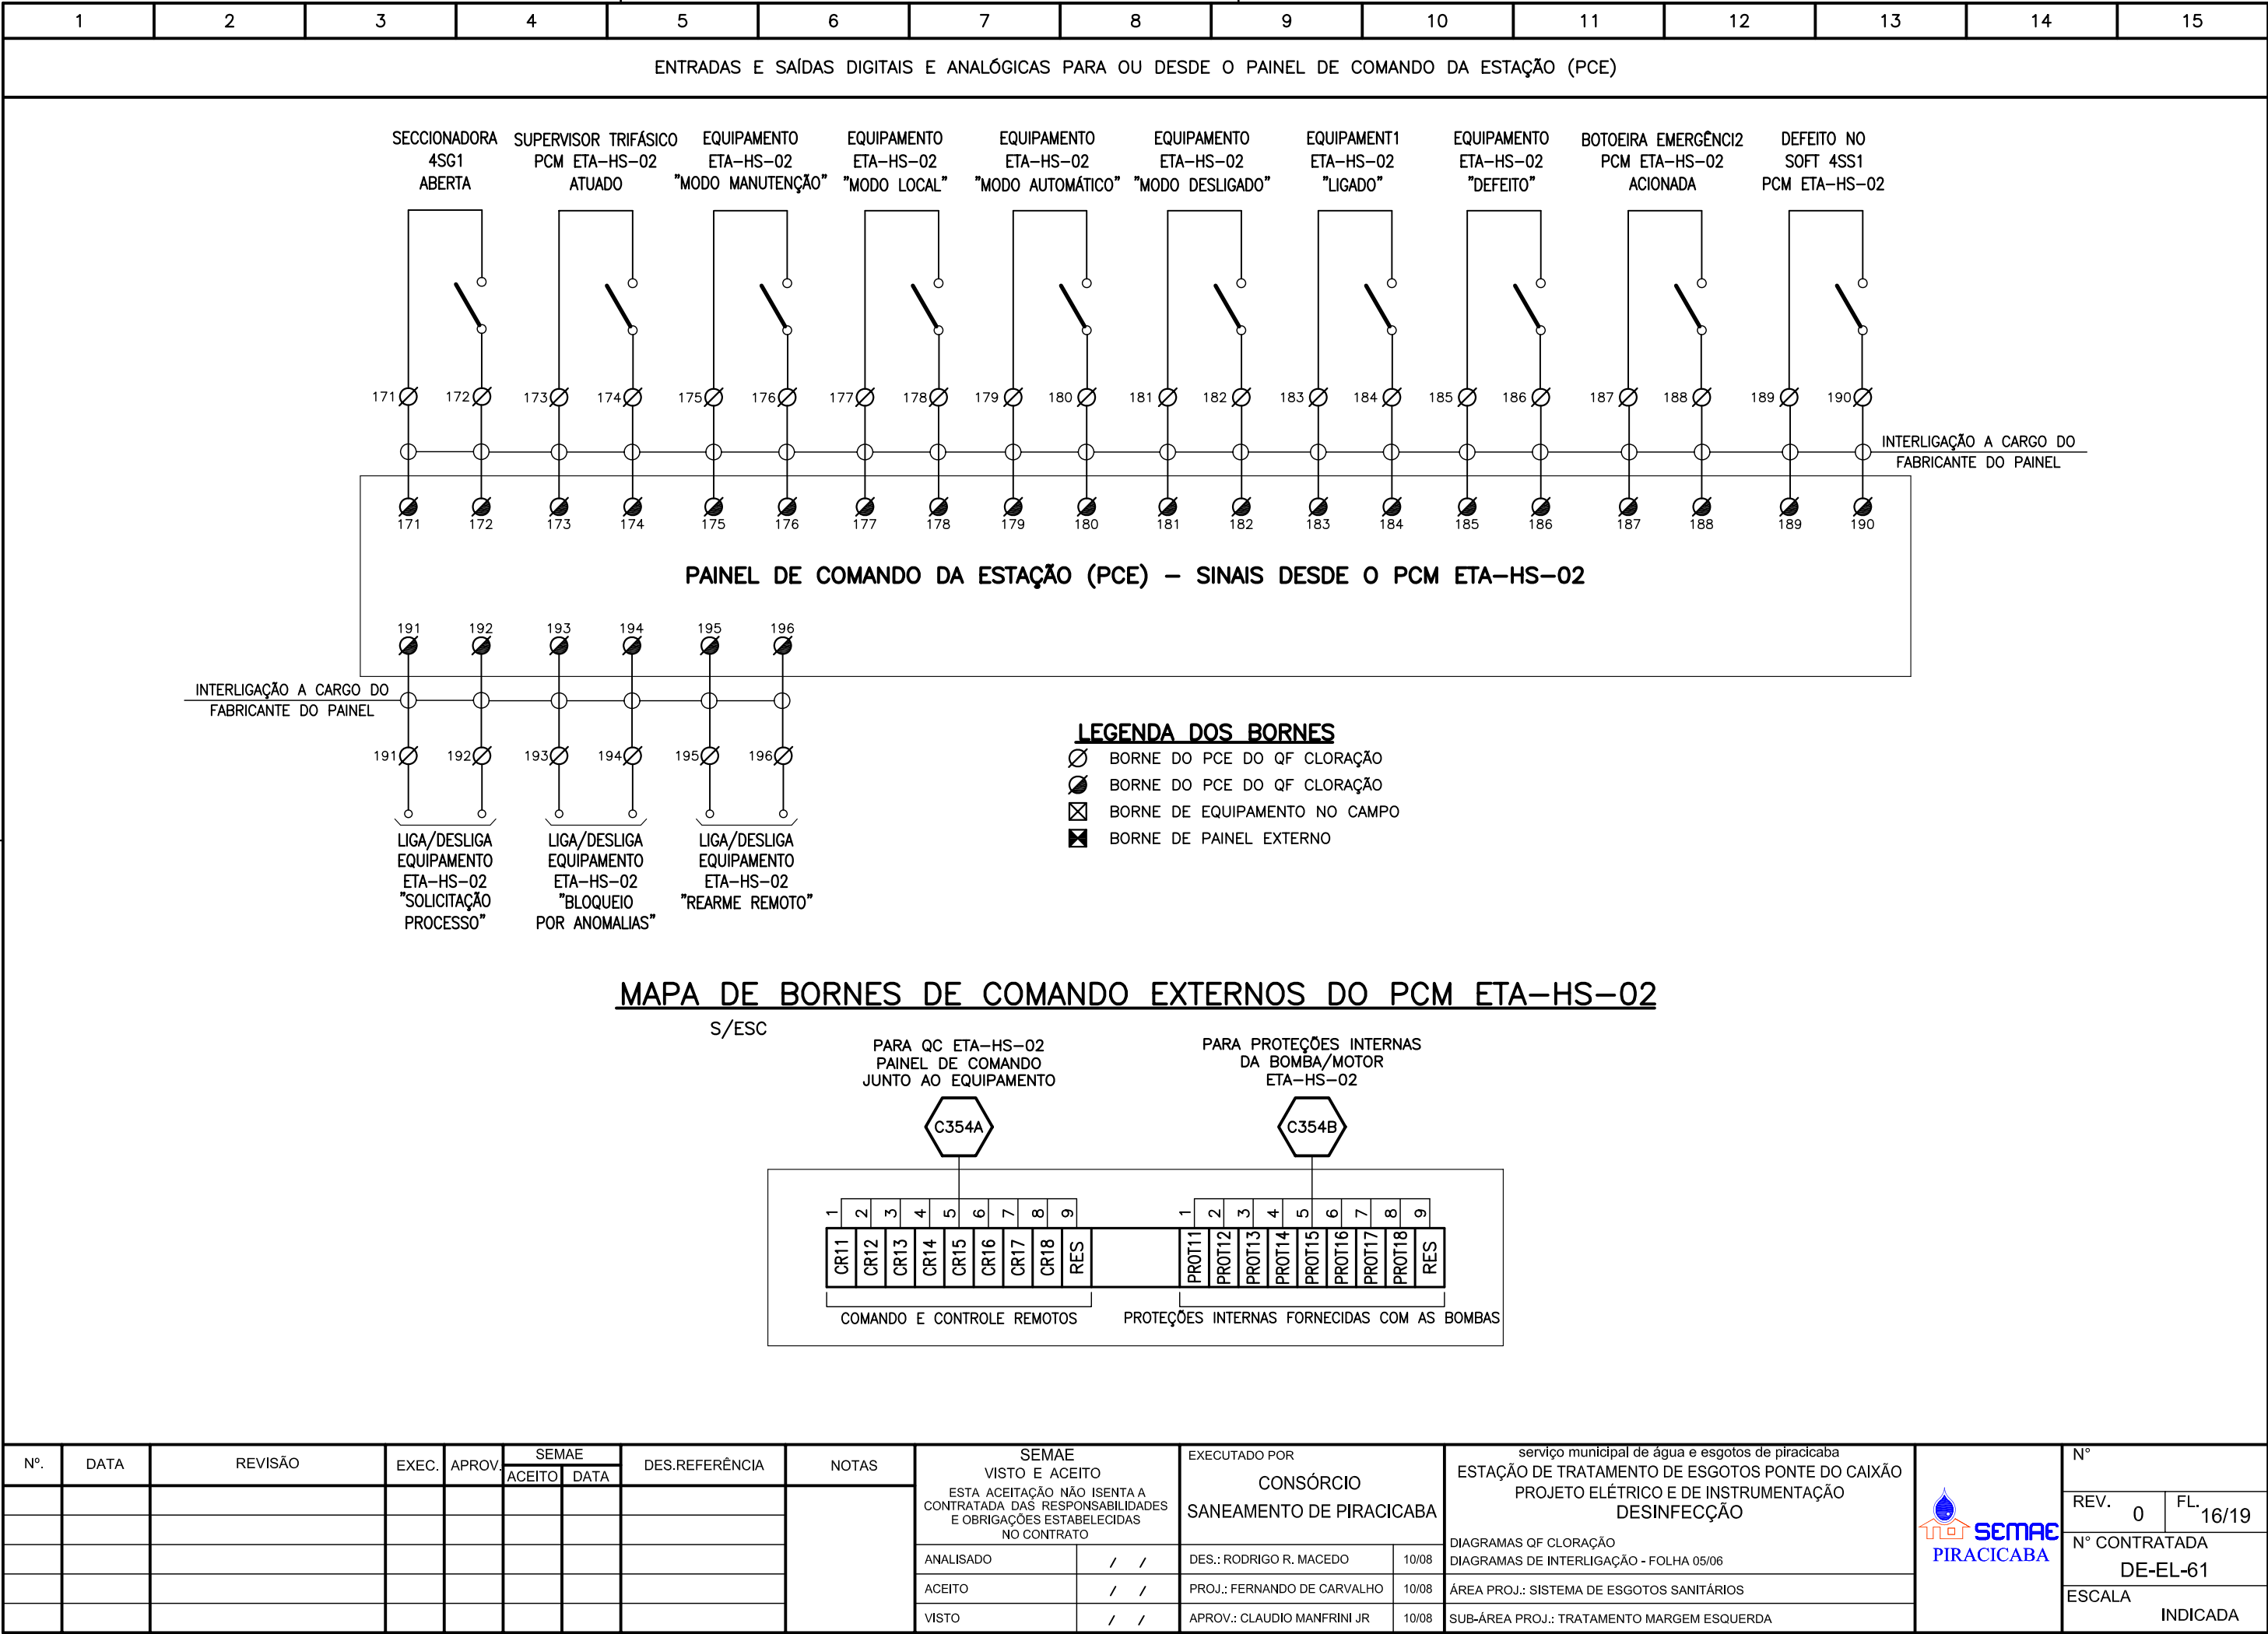 1 2 3 4 5 6 7 8 9 10 11 12 13 14 15
ENTRADAS E SAÍDAS DIGITAIS E ANALÓGICAS PARA OU DESDE O PAINEL DE COMANDO DA ESTAÇÃO (PCE)
SECCIONADORA
4SG1
ABERTA
SUPERVISOR TRIFÁSICO
PCM ETA-HS-02
ATUADO
EQUIPAMENTO
ETA-HS-02
"MODO MANUTENÇÃO"
EQUIPAMENTO
ETA-HS-02
"MODO LOCAL"
EQUIPAMENTO
ETA-HS-02
"MODO AUTOMÁTICO"
EQUIPAMENTO
ETA-HS-02
"MODO DESLIGADO"
EQUIPAMENT1
ETA-HS-02
"LIGADO"
EQUIPAMENTO
ETA-HS-02
"DEFEITO"
BOTOEIRA EMERGÊNCI2
PCM ETA-HS-02
ACIONADA
DEFEITO NO
SOFT 4SS1
PCM ETA-HS-02
171 172 173 174 175 176 177 178 179 180 181 182 183 184 185 186 187 188 189 190
INTERLIGAÇÃO A CARGO DO
FABRICANTE DO PAINEL
171 172 173 174 175 176 177 178 179 180 181 182 183 184 185 186 187 188 189 190
PAINEL DE COMANDO DA ESTAÇÃO (PCE) - SINAIS DESDE O PCM ETA-HS-02
191 192 193 194 195 196
INTERLIGAÇÃO A CARGO DO
FABRICANTE DO PAINEL
191 192 193 194 195 196
LIGA/DESLIGA
EQUIPAMENTO
ETA-HS-02
"SOLICITAÇÃO
PROCESSO"
LIGA/DESLIGA
EQUIPAMENTO
ETA-HS-02
"BLOQUEIO
POR ANOMALIAS"
LIGA/DESLIGA
EQUIPAMENTO
ETA-HS-02
"REARME REMOTO"
LEGENDA DOS BORNES
BORNE DO PCE DO QF CLORAÇÃO
BORNE DO PCE DO QF CLORAÇÃO
BORNE DE EQUIPAMENTO NO CAMPO
BORNE DE PAINEL EXTERNO
MAPA DE BORNES DE COMANDO EXTERNOS DO PCM ETA-HS-02
S/ESC
PARA QC ETA-HS-02
PAINEL DE COMANDO
JUNTO AO EQUIPAMENTO
C354A
PARA PROTEÇÕES INTERNAS
DA BOMBA/MOTOR
ETA-HS-02
C354B
1 2 3 4 5 6 7 8 9
CR11 CR12 CR13 CR14 CR15 CR16 CR17 CR18 RES
COMANDO E CONTROLE REMOTOS
1 2 3 4 5 6 7 8 9
PROT11 PROT12 PROT13 PROT14 PROT15 PROT16 PROT17 PROT18 RES
PROTEÇÕES INTERNAS FORNECIDAS COM AS BOMBAS
Nº. DATA REVISÃO EXEC. APROV. SEMAE ACEITO DATA DES.REFERÊNCIA NOTAS
SEMAE
VISTO E ACEITO
ESTA ACEITAÇÃO NÃO ISENTA A
CONTRATADA DAS RESPONSABILIDADES
E OBRIGAÇÕES ESTABELECIDAS
NO CONTRATO
ANALISADO / /
ACEITO / /
VISTO / /
EXECUTADO POR
CONSÓRCIO
SANEAMENTO DE PIRACICABA
DES.: RODRIGO R. MACEDO 10/08
PROJ.: FERNANDO DE CARVALHO 10/08
APROV.: CLAUDIO MANFRINI JR 10/08
serviço municipal de água e esgotos de piracicaba
ESTAÇÃO DE TRATAMENTO DE ESGOTOS PONTE DO CAIXÃO
PROJETO ELÉTRICO E DE INSTRUMENTAÇÃO
DESINFECÇÃO
DIAGRAMAS QF CLORAÇÃO
DIAGRAMAS DE INTERLIGAÇÃO - FOLHA 05/06
ÁREA PROJ.: SISTEMA DE ESGOTOS SANITÁRIOS
SUB-ÁREA PROJ.: TRATAMENTO MARGEM ESQUERDA
SEMAE
PIRACICABA
N°
REV. 0 FL. 16/19
N° CONTRATADA
DE-EL-61
ESCALA
INDICADA